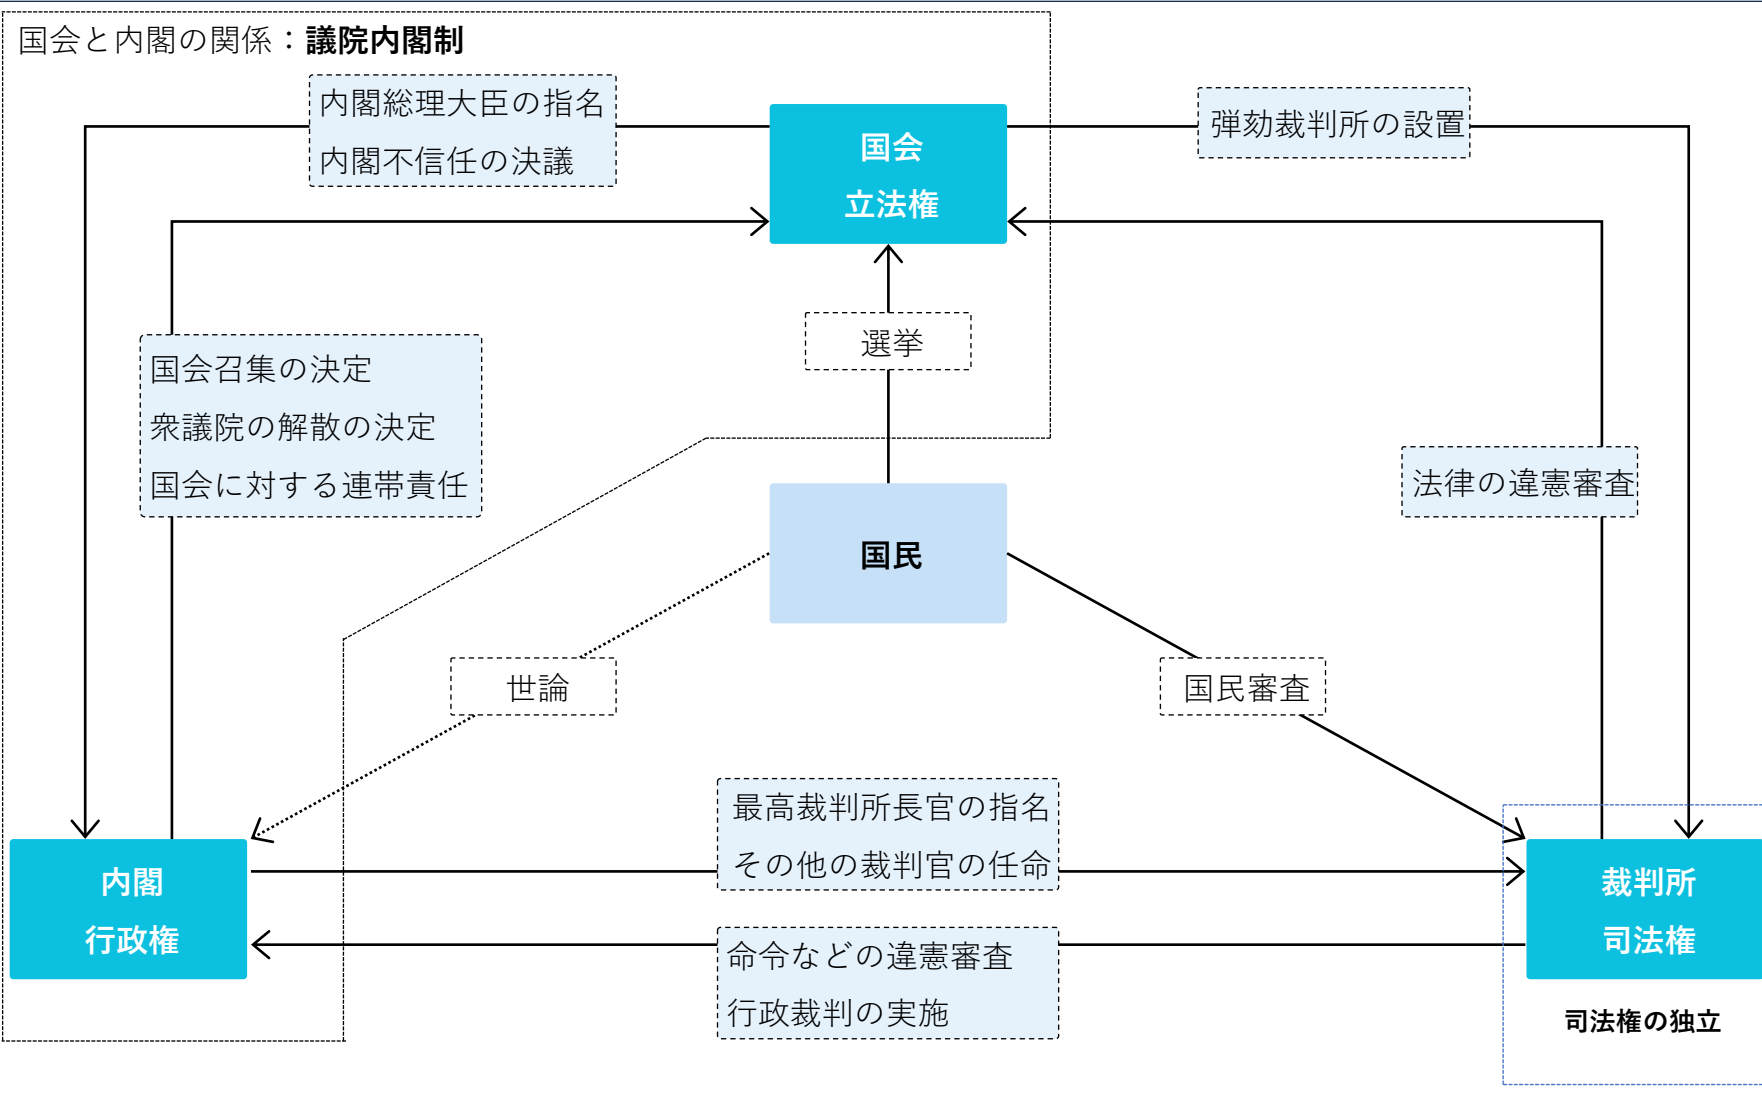 国会と内閣の関係：議院内閣制
内閣総理大臣の指名
内閣不信任の決議
国会
立法権
弾劾裁判所の設置
選挙
国会召集の決定
衆議院の解散の決定
国会に対する連帯責任
法律の違憲審査
国民
世論
国民審査
最高裁判所長官の指名
その他の裁判官の任命
内閣
行政権
裁判所
司法権
命令などの違憲審査
行政裁判の実施
司法権の独立